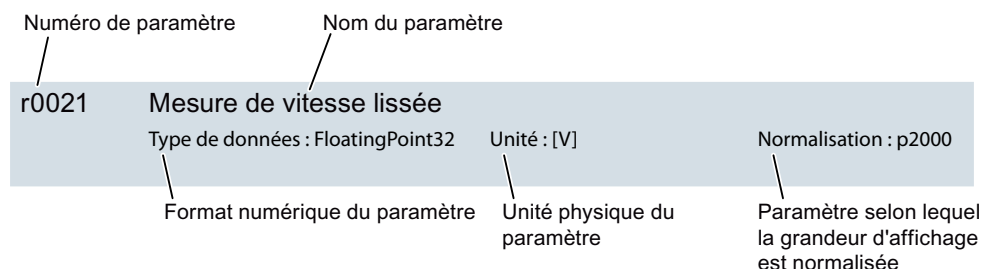 Numéro de paramètre Nom du paramètre
r0021 Mesure de vitesse lissée
Type de données : FloatingPoint32 Unité : [V] Normalisation : p2000
Format numérique du paramètre
Unité physique du
paramètre
Paramètre selon lequel
la grandeur d'affichage
est normalisée